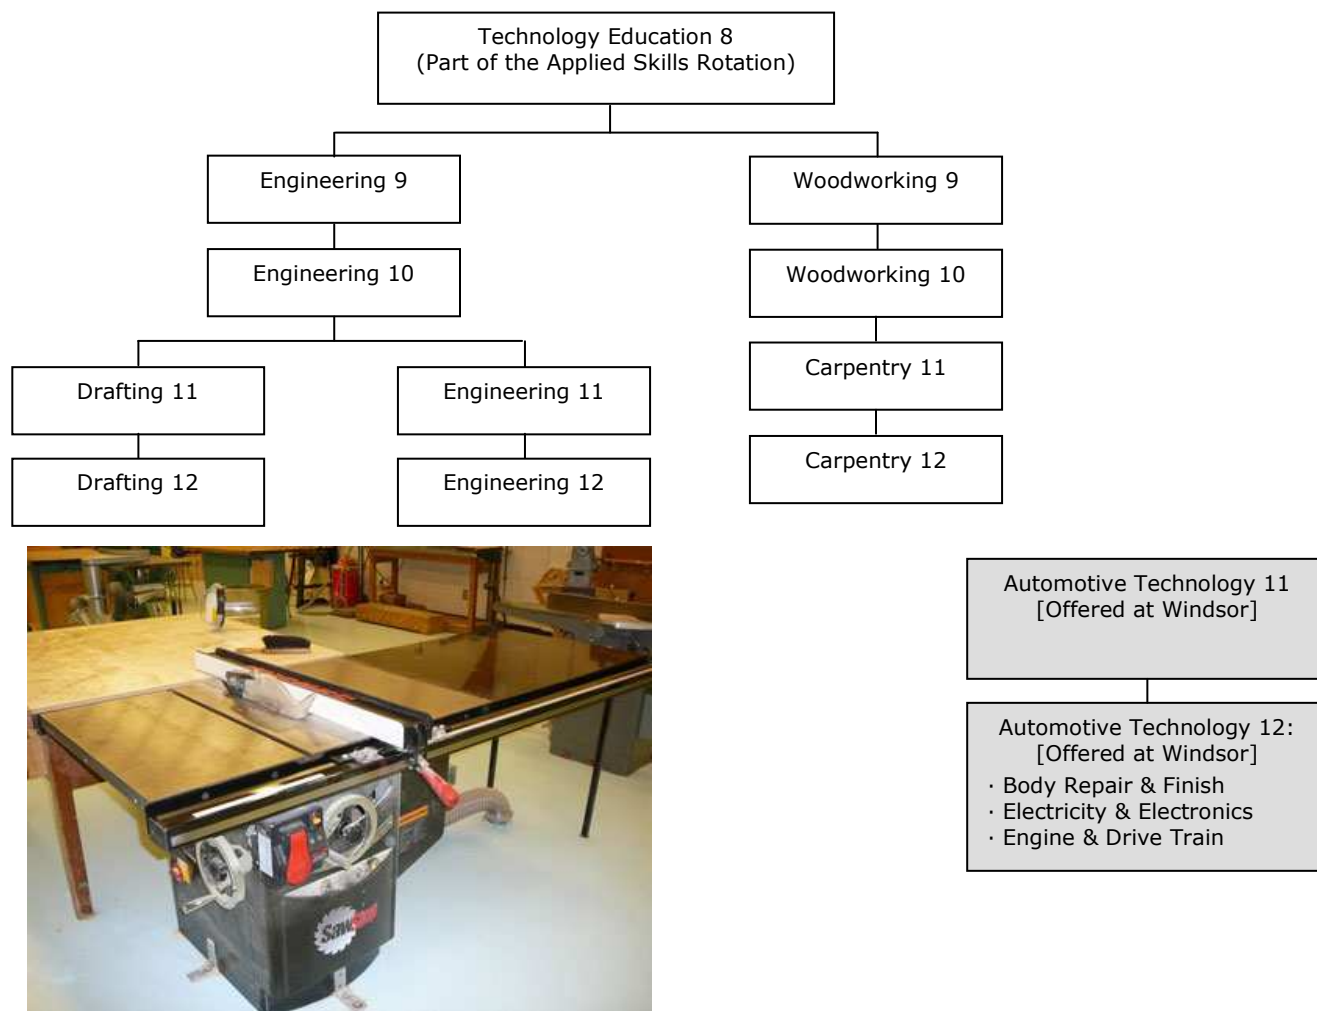 Technology Education 8
(Part of the Applied Skills Rotation)
Engineering 9
Woodworking 9
Engineering 10
Woodworking 10
Drafting 11
Engineering 11
Carpentry 11
Drafting 12
Engineering 12
Carpentry 12
Automotive Technology 11
[Offered at Windsor]
Automotive Technology 12:
[Offered at Windsor]
· Body Repair & Finish
· Electricity & Electronics
· Engine & Drive Train
SawStop